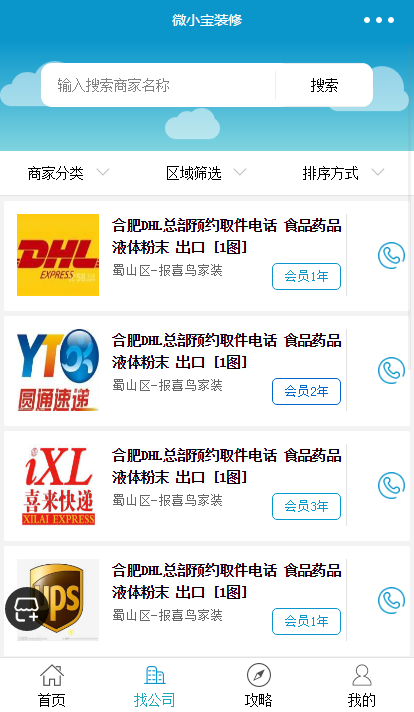 微小宝装修
输入搜索商家名称
搜索
商家分类
区域筛选
排序方式
DHL
EXPRESS
合肥DHL总部预约取件电话 食品药品
液体粉末 出口 [1图]
蜀山区-报喜鸟家装
会员1年
YTO
圆通速递
合肥DHL总部预约取件电话 食品药品
液体粉末 出口 [1图]
蜀山区-报喜鸟家装
会员2年
iXL
喜来快递
XILAI EXPRESS
合肥DHL总部预约取件电话 食品药品
液体粉末 出口 [1图]
蜀山区-报喜鸟家装
会员3年
ups
合肥DHL总部预约取件电话 食品药品
液体粉末 出口 [1图]
蜀山区-报喜鸟家装
会员1年
首页
找公司
攻略
我的